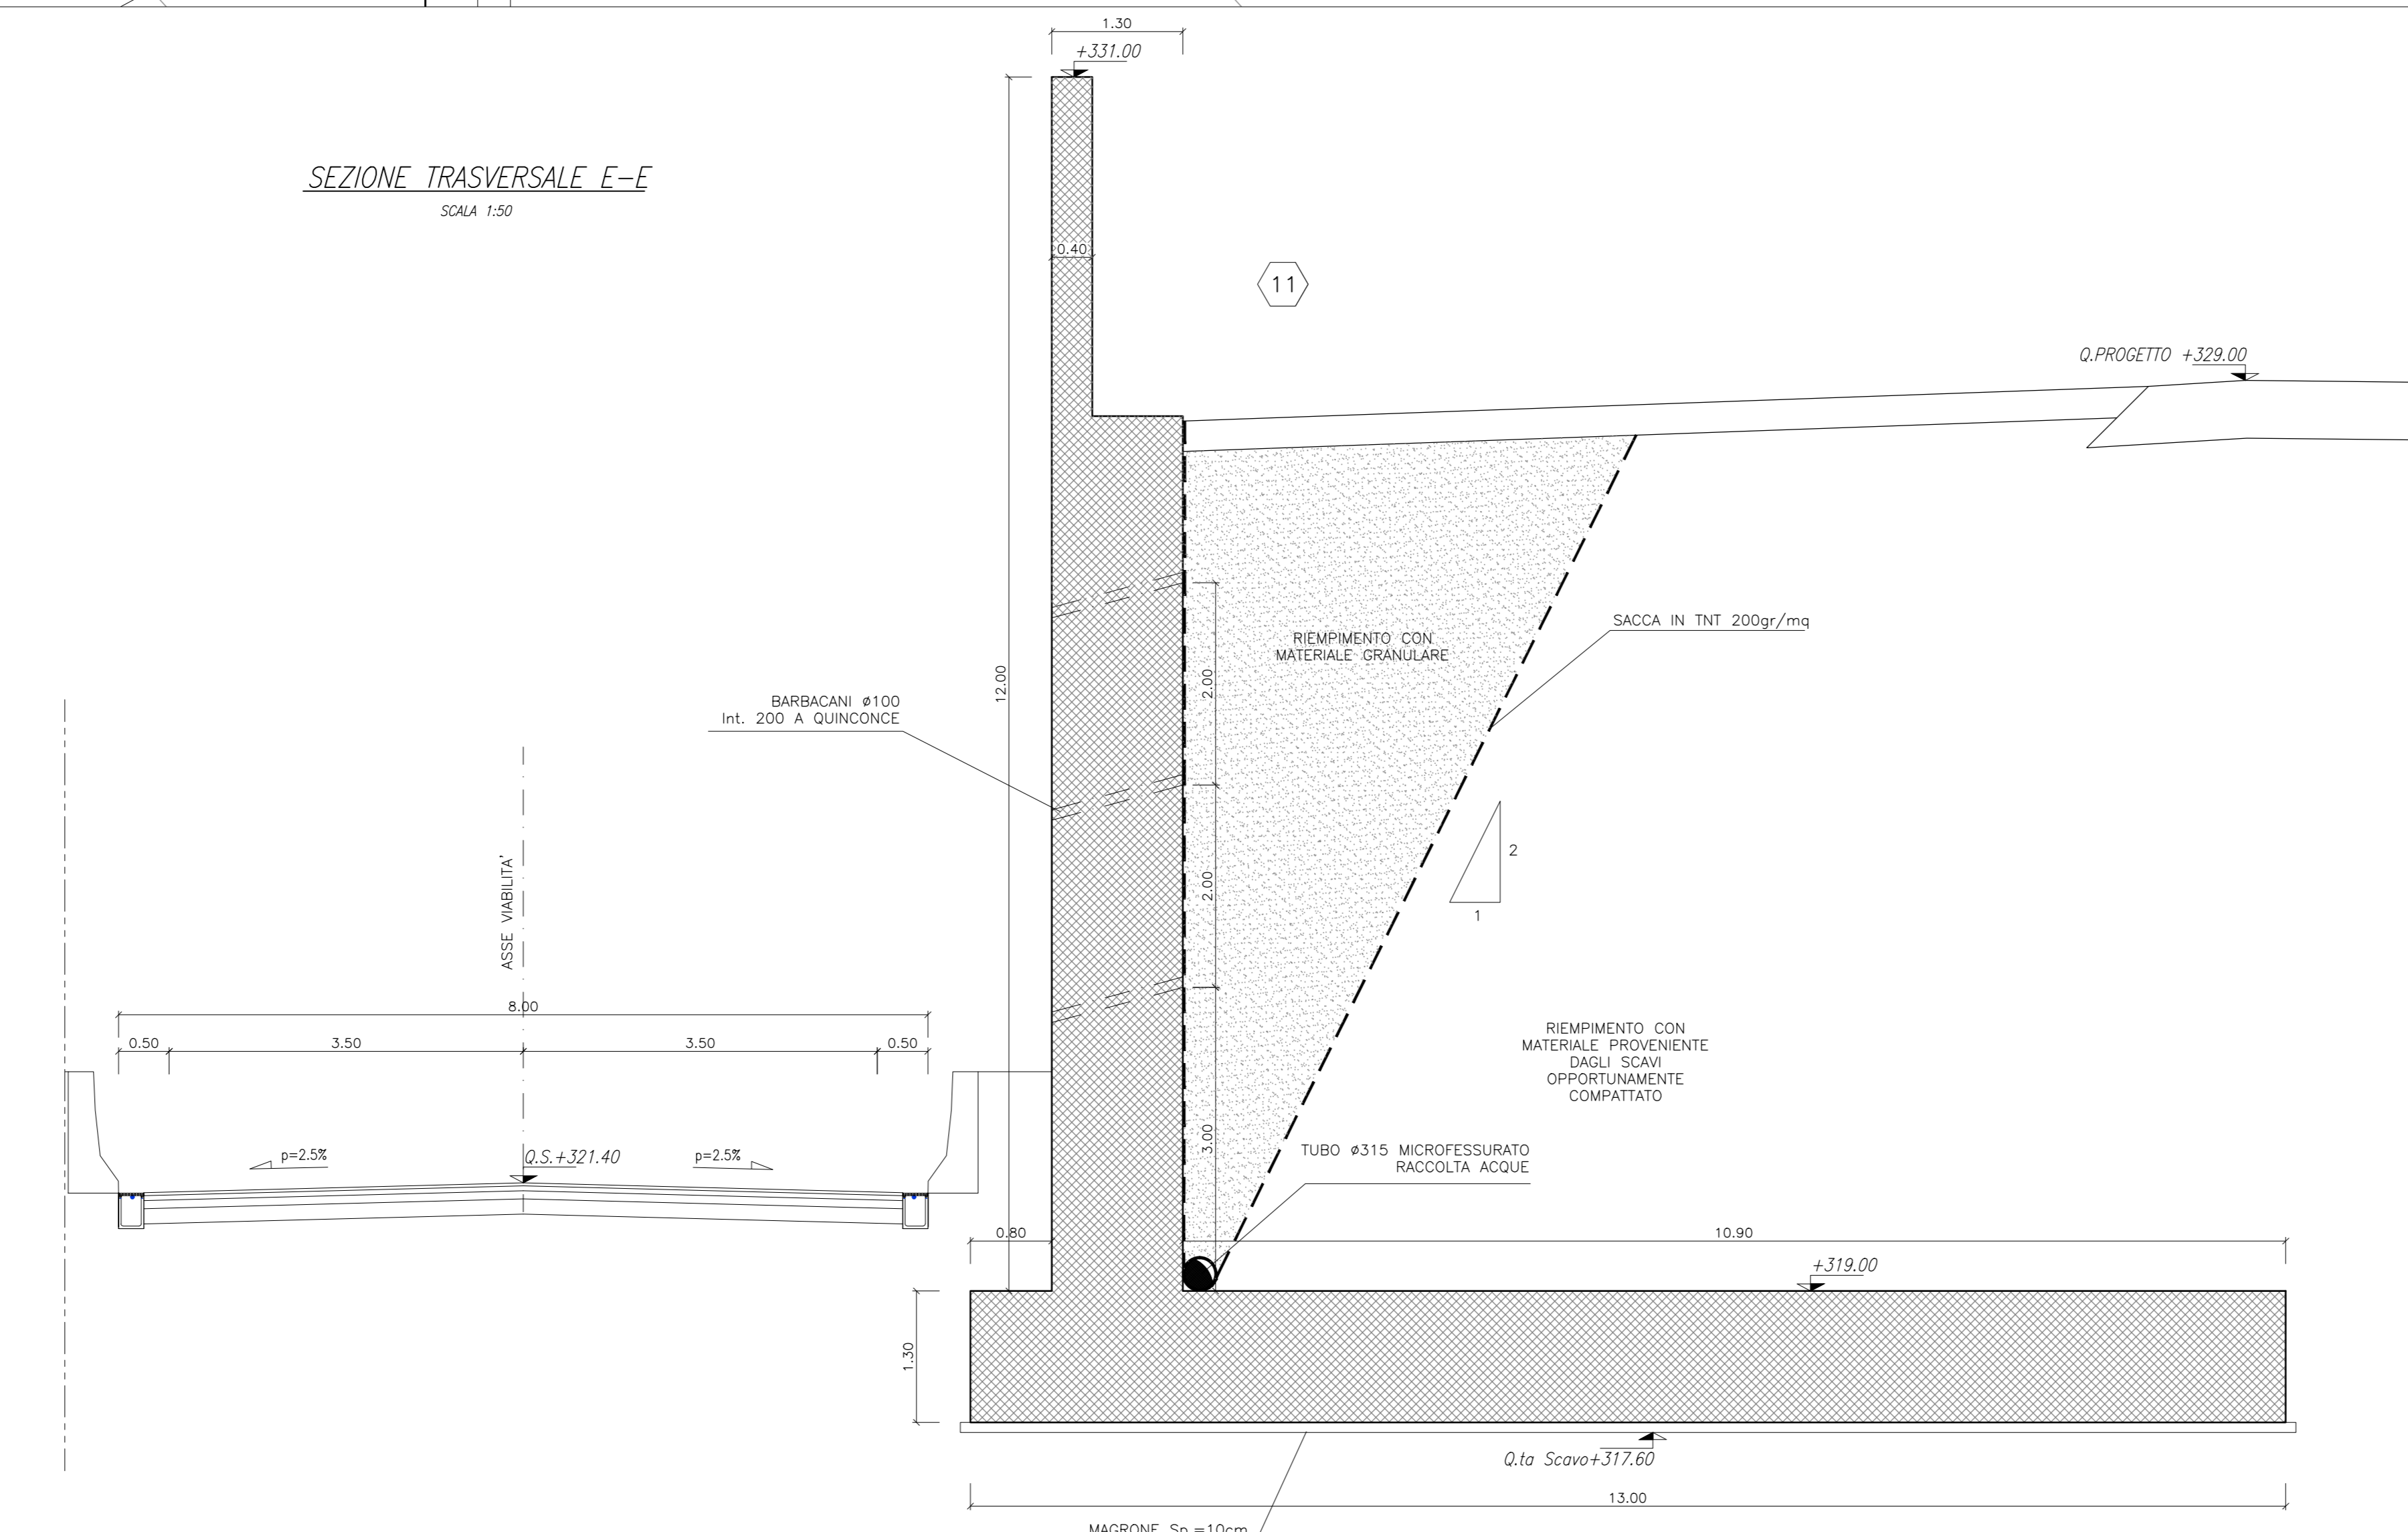 1.30
+331.00
SEZIONE TRASVERSALE E-E
SCALA 1:50
0.40
11
Q.PROGETTO +329.00
12.00
SACCA IN TNT 200gr/mq
RIEMPIMENTO CON
MATERIALE GRANULARE
2.00
BARBACANI ø100
Int. 200 A QUINCONCE
2
1
2.00
ASSE VIABILITA'
8.00
0.50
3.50
3.50
0.50
RIEMPIMENTO CON
MATERIALE PROVENIENTE
DAGLI SCAVI
OPPORTUNAMENTE
COMPATTATO
3.00
p=2.5%
Q.S.+321.40
p=2.5%
TUBO ø315 MICROFESSURATO
RACCOLTA ACQUE
0.80
10.90
+319.00
1.30
Q.ta Scavo+317.60
13.00
MAGRONE Sp.=10cm